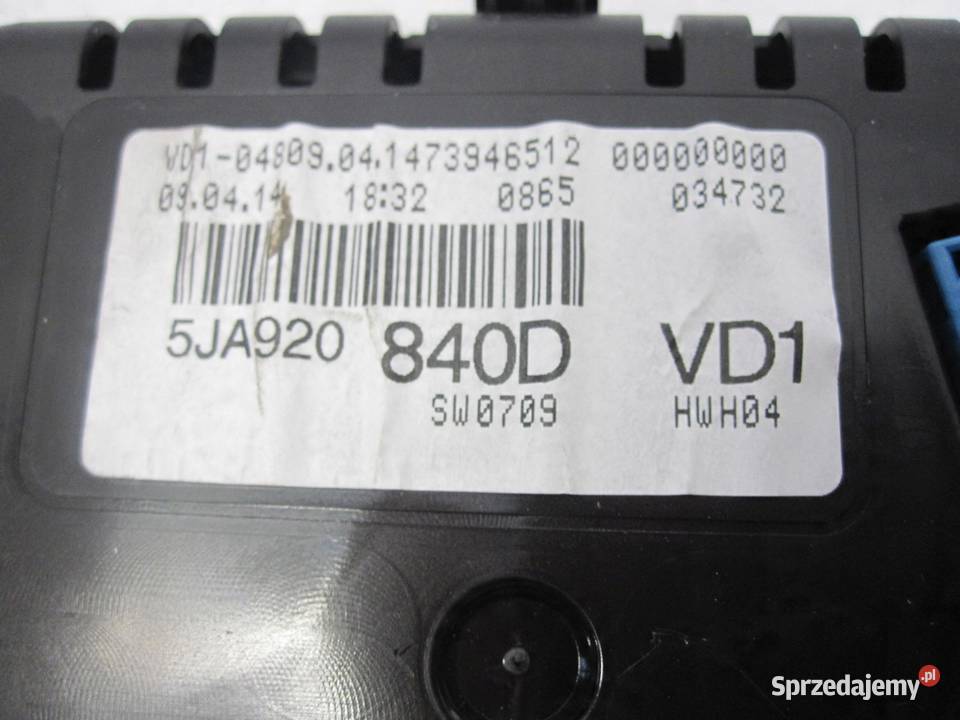 VD1-04809.04.1473946512 000000000
09.04.14 18:32 0865 034732
5JA920 840D VD1
SW0709 HWH04
Sprzedajemy.pl